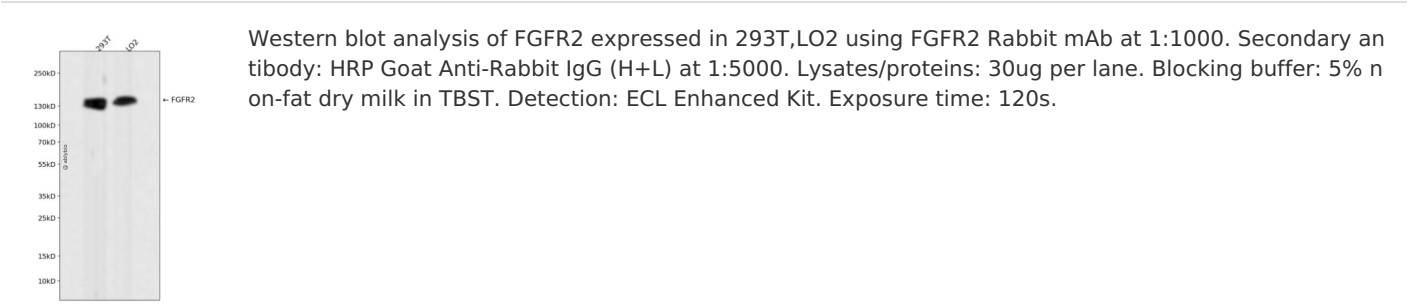 293T LO2
250kD
130kD
← FGFR2
100kD
70kD
55kD
@ abybio
35kD
25kD
15kD
10kD
Western blot analysis of FGFR2 expressed in 293T,LO2 using FGFR2 Rabbit mAb at 1:1000. Secondary an
tibody: HRP Goat Anti-Rabbit IgG (H+L) at 1:5000. Lysates/proteins: 30ug per lane. Blocking buffer: 5% n
on-fat dry milk in TBST. Detection: ECL Enhanced Kit. Exposure time: 120s.